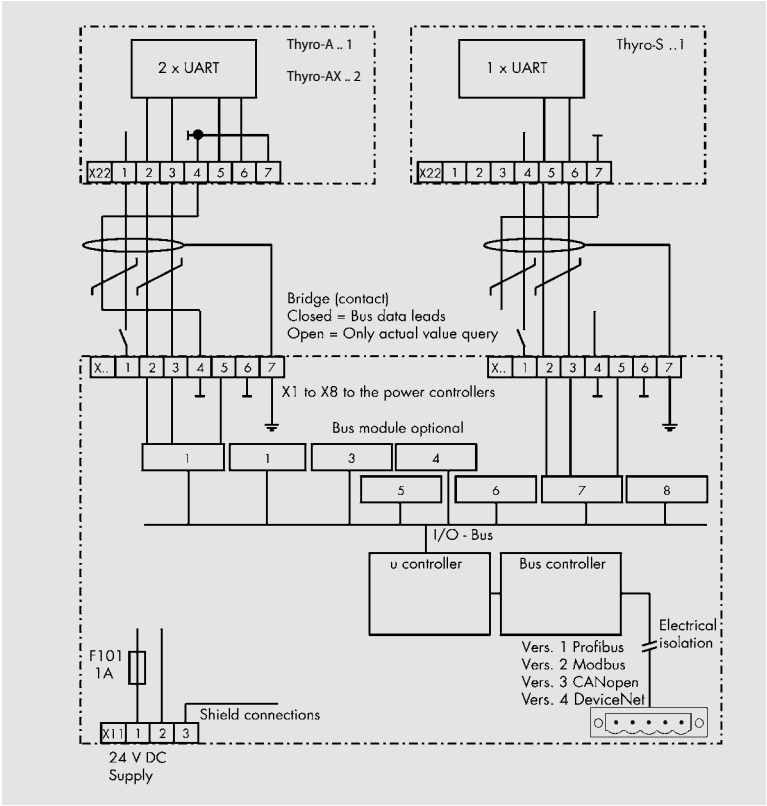 2 x UART
Thyro-A .. 1
Thyro-AX .. 2
X22 1 2 3 4 5 6 7
1 x UART
Thyro-S ..1
X22 1 2 3 4 5 6 7
Bridge (contact)
Closed = Bus data leads
Open = Only actual value query
X.. 1 2 3 4 5 6 7
X.. 1 2 3 4 5 6 7
X1 to X8 to the power controllers
Bus module optional
1 1 3 4
5 6 7 8
I/O - Bus
u controller
Bus controller
Electrical
isolation
Vers. 1 Profibus
Vers. 2 Modbus
Vers. 3 CANopen
Vers. 4 DeviceNet
F101
1A
Shield connections
X11 1 2 3
24 V DC
Supply